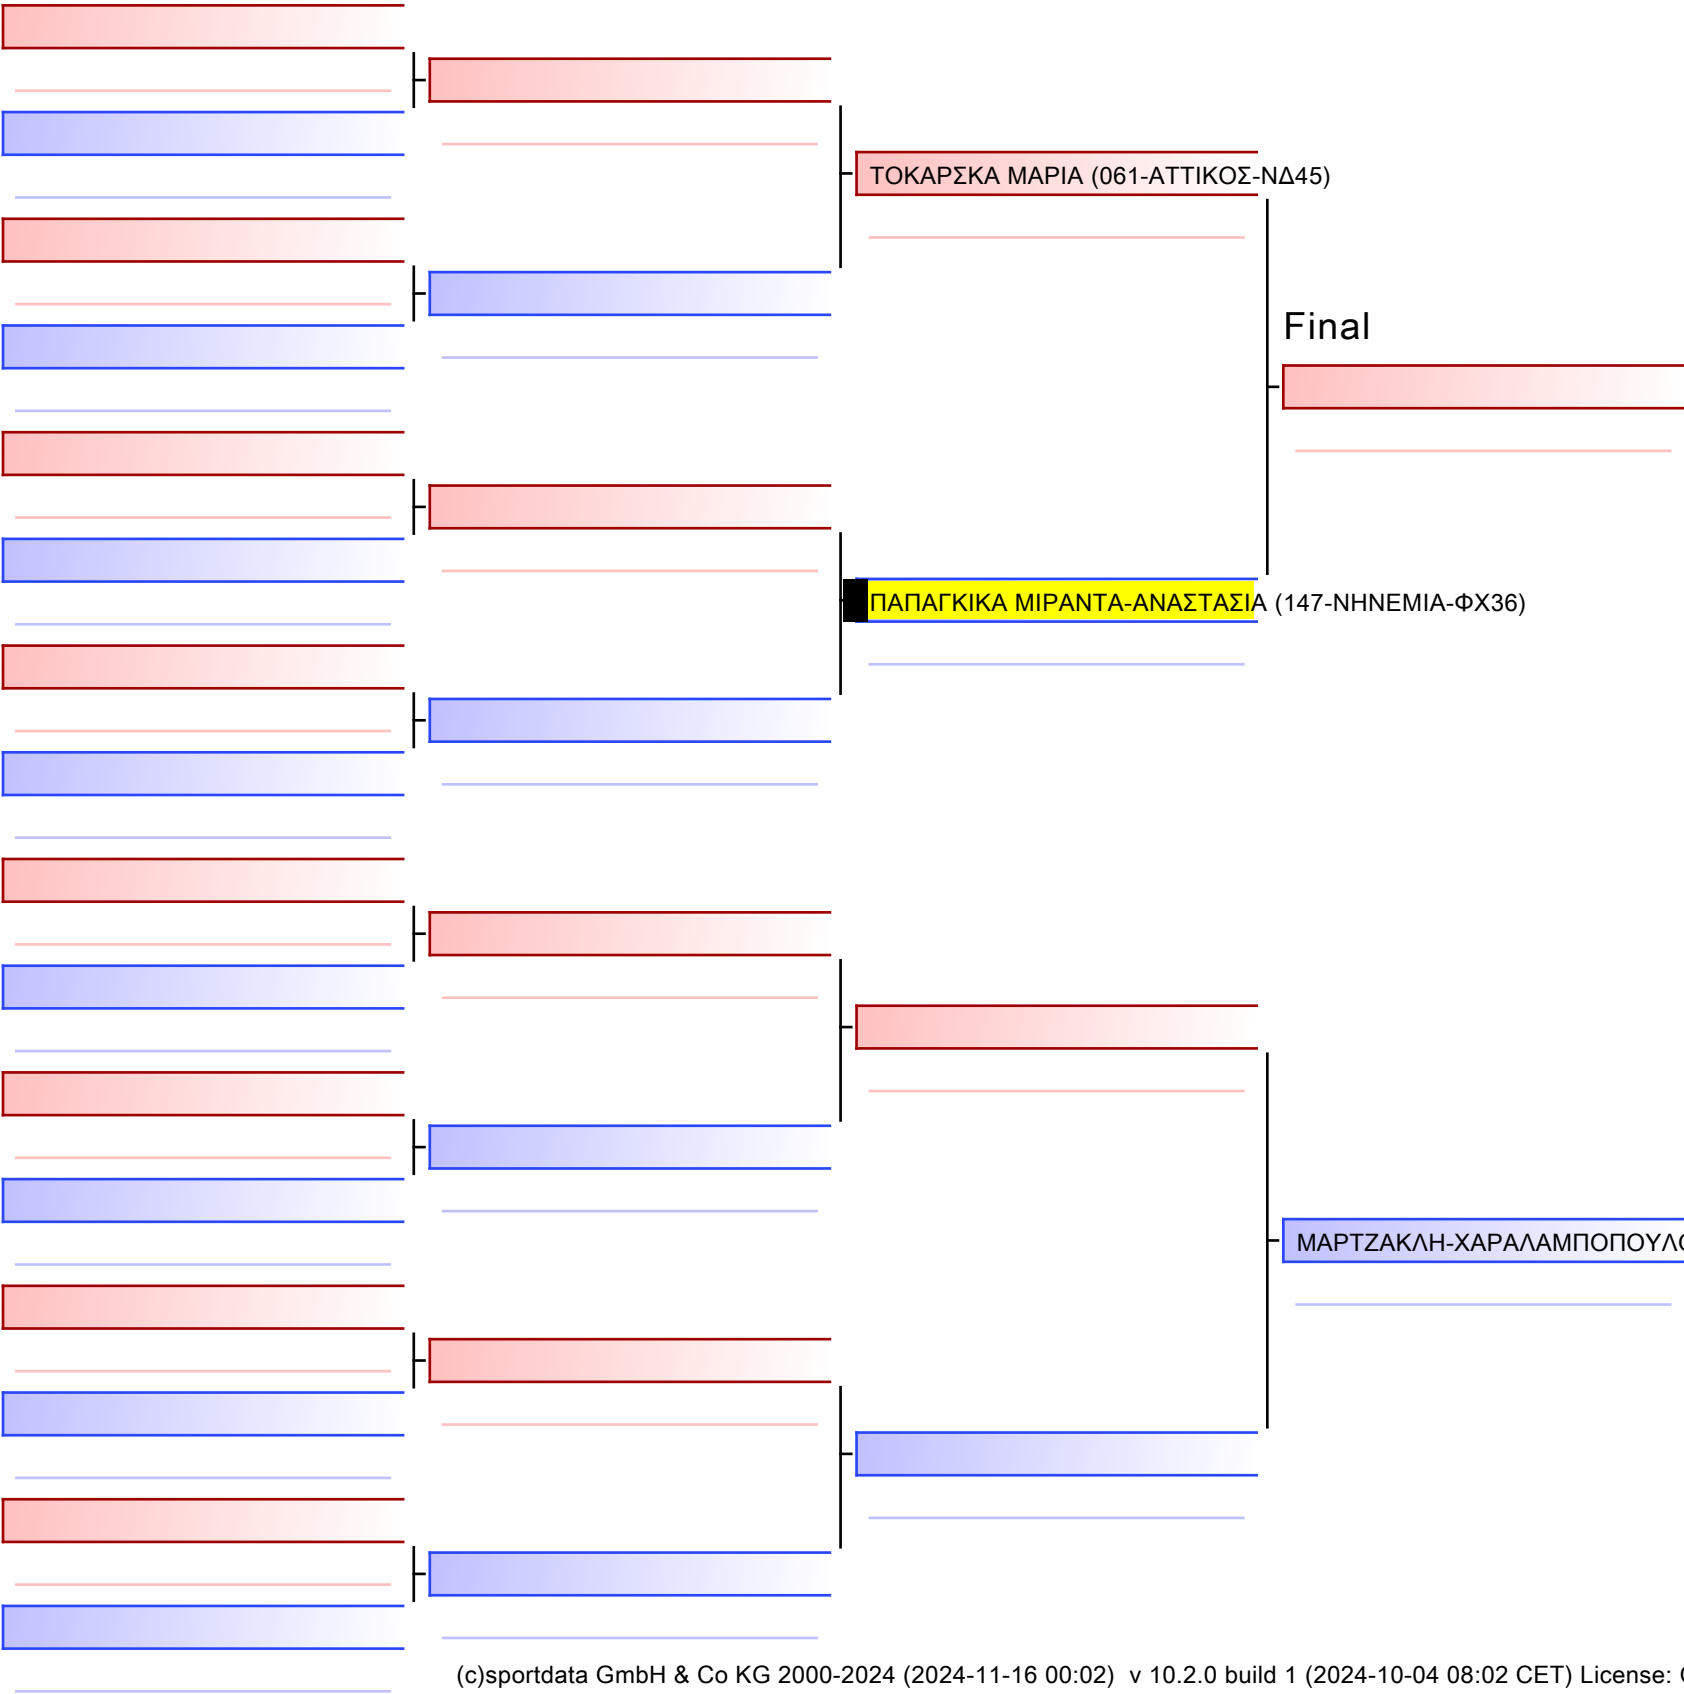 ΤΟΚΑΡΣΚΑ ΜΑΡΙΑ (061-ΑΤΤΙΚΟΣ-ΝΔ45)
Final
ΠΑΠΑΓΚΙΚΑ ΜΙΡΑΝΤΑ-ΑΝΑΣΤΑΣΙΑ (147-ΝΗΝΕΜΙΑ-ΦΧ36)
ΜΑΡΤΖΑΚΛΗ-ΧΑΡΑΛΑΜΠΟΠΟΥΛΟ
(c)sportdata GmbH & Co KG 2000-2024 (2024-11-16 00:02) v 10.2.0 build 1 (2024-10-04 08:02 CET) License: